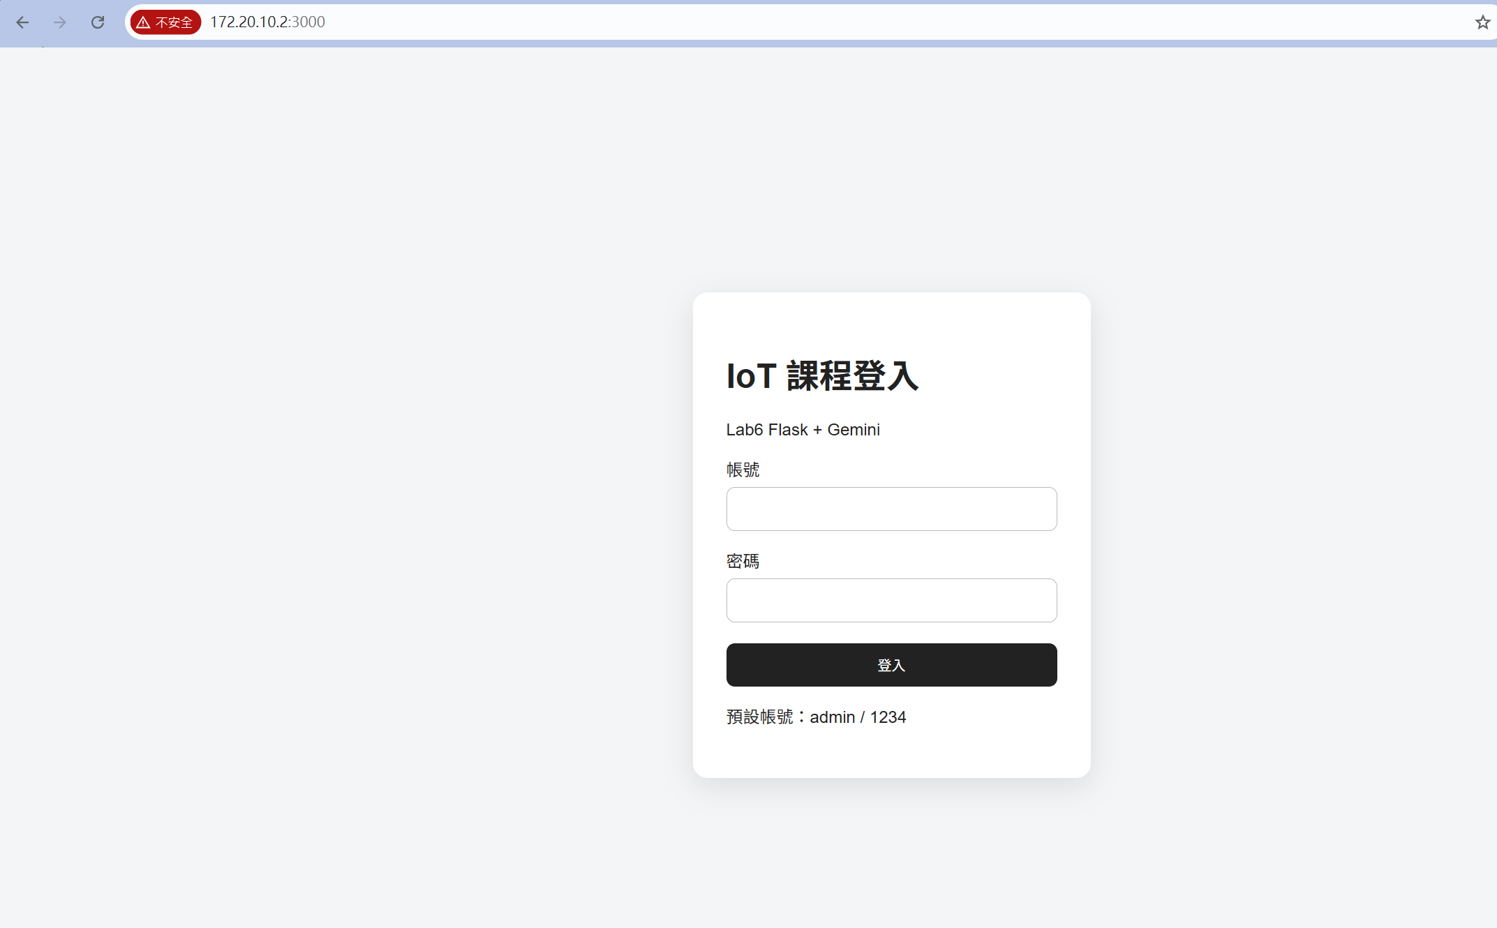 不安全 172.20.10.2:3000
IoT 課程登入
Lab6 Flask + Gemini
帳號
密碼
登入
預設帳號：admin / 1234